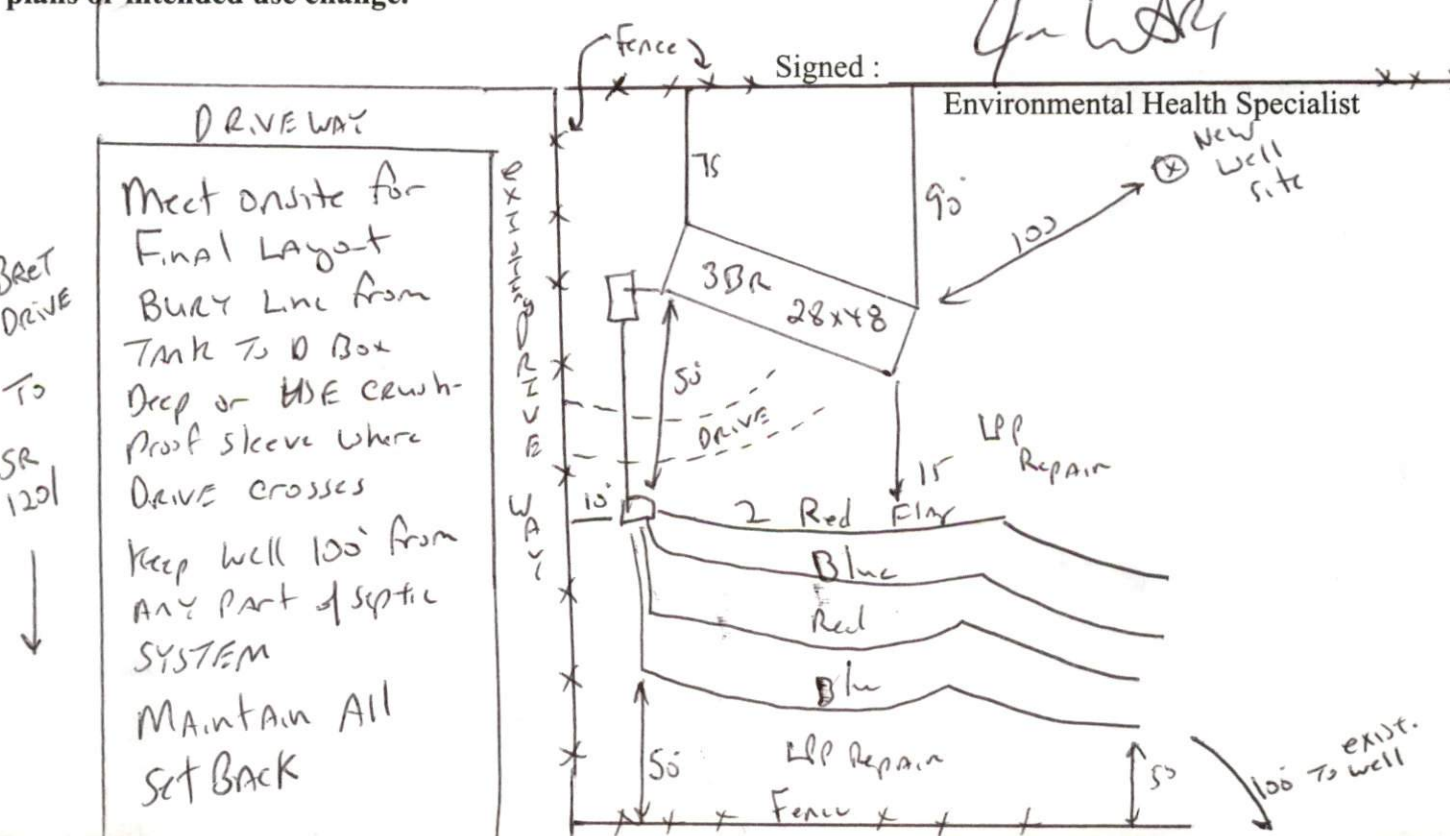 plans or intended use change.
Fence
Signed :
Environmental Health Specialist
DRIVEWAY
Meet onsite for
Final Layout
Bury Line from
Tank To D Box
Deep or USE crush-
Proof sleeve where
DRIVE crosses
Keep well 100' from
Any part of septic
SYSTEM
Maintain All
Set Back
BRET
DRIVE
TO
SR
1201
EXISTING DRIVE WAY
75
90'
New
well
site
100
3BR
28x48
50'
DRIVE
15
LPP
Repair
10'
2 Red Flag
Blue
Red
Blu
50'
LPP Repair
Fence
50
exist.
100' To well